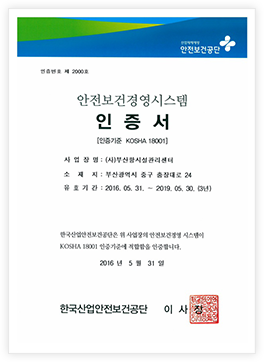 산업재해예방
안전보건공단
인증번호 제 2000호
안전보건경영시스템
인 증 서
[인증기준 KOSHA 18001]
사 업 장 명 : (사)부산항시설관리센터
소 재 지 : 부산광역시 중구 충장대로 24
유 효 기 간 : 2016. 05. 31. ~ 2019. 05. 30. (3년)
한국산업안전보건공단은 위 사업장의 안전보건경영 시스템이
KOSHA 18001 인증기준에 적합함을 인증합니다.
2016 년 5 월 31 일
한국산업안전보건공단 이 사 장